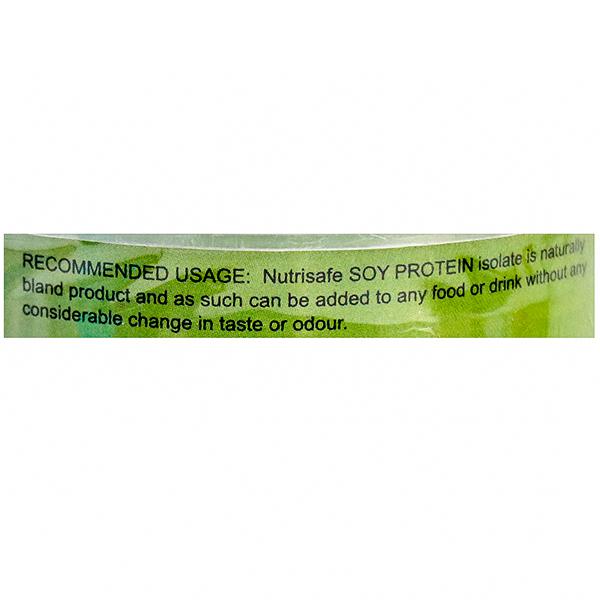 RECOMMENDED USAGE: Nutrisafe SOY PROTEIN isolate is naturally
bland product and as such can be added to any food or drink without any
considerable change in taste or odour.